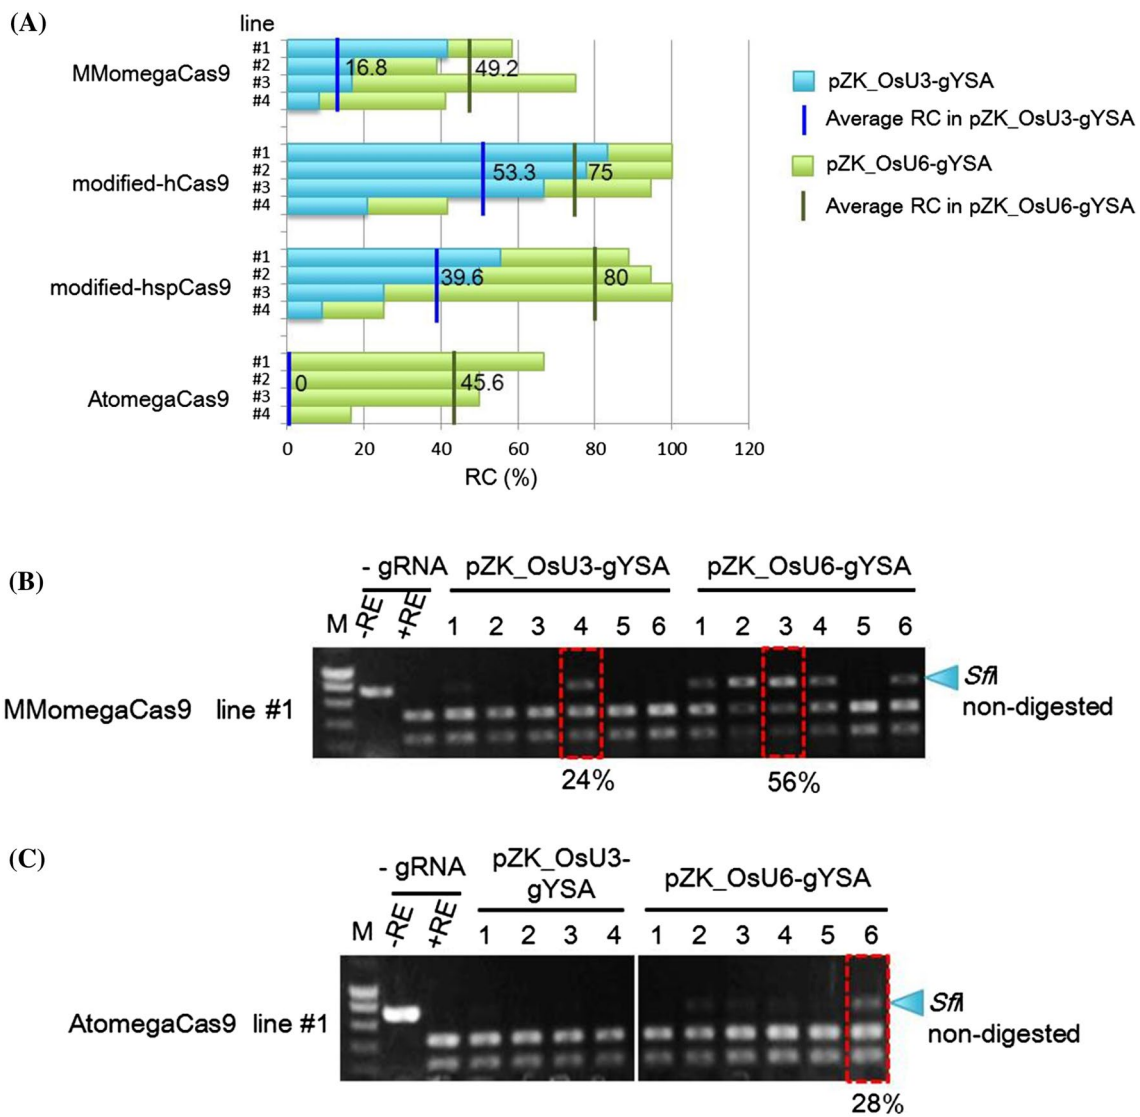 (A)
line
MMomegaCas9
#1
#2
#3
#4
16.8
49.2
modified-hCas9
#1
#2
#3
#4
53.3
75
modified-hspCas9
#1
#2
#3
#4
39.6
80
AtomegaCas9
#1
#2
#3
#4
0
45.6
0 20 40 60 80 100 120
RC (%)
pZK_OsU3-gYSA
Average RC in pZK_OsU3-gYSA
pZK_OsU6-gYSA
Average RC in pZK_OsU6-gYSA
(B)
- gRNA pZK_OsU3-gYSA pZK_OsU6-gYSA
M -RE +RE 1 2 3 4 5 6 1 2 3 4 5 6
MMomegaCas9 line #1
SfiI
non-digested
24% 56%
(C)
- gRNA pZK_OsU3-
gYSA
pZK_OsU6-gYSA
M -RE +RE 1 2 3 4 1 2 3 4 5 6
AtomegaCas9 line #1
SfiI
non-digested
28%